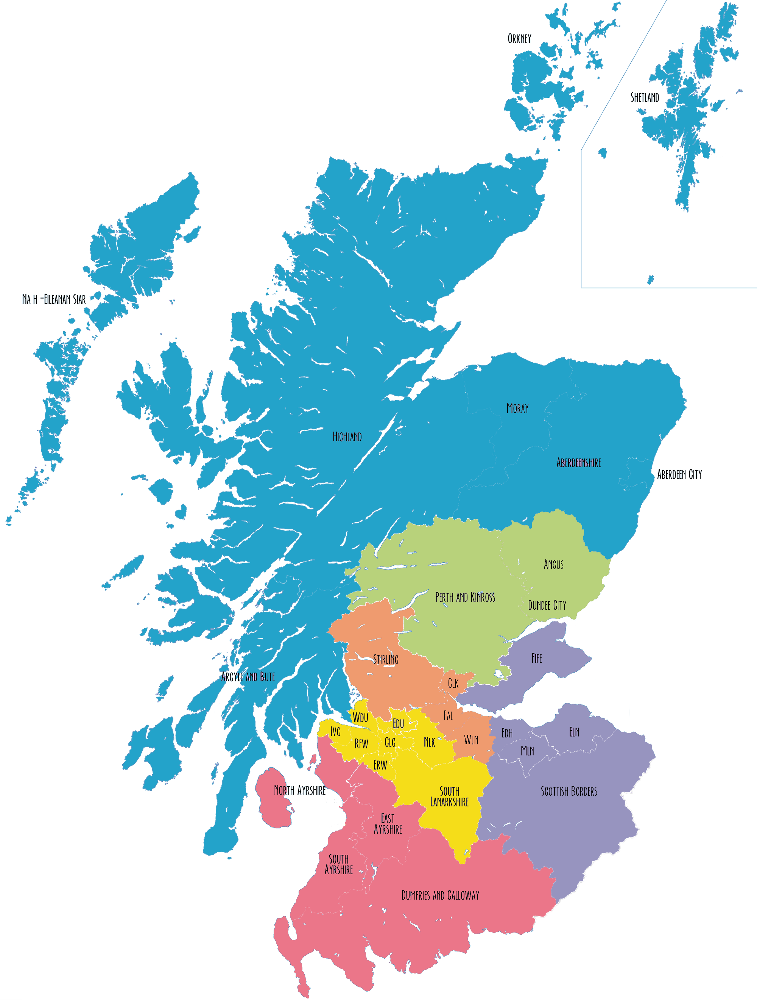 Orkney
Shetland
Na h -Eileanan Siar
Moray
Highland
Aberdeenshire
Aberdeen City
Angus
Perth and Kinross
Dundee City
Stirling
Fife
Argyll and Bute
CLK
FAL
WDU
EDU
IVC
RFW
GLC
NLK
WLN
EDH
ELN
MLN
ERW
North Ayrshire
South
Lanarkshire
Scottish Borders
East
Ayrshire
South
Ayrshire
Dumfries and Galloway